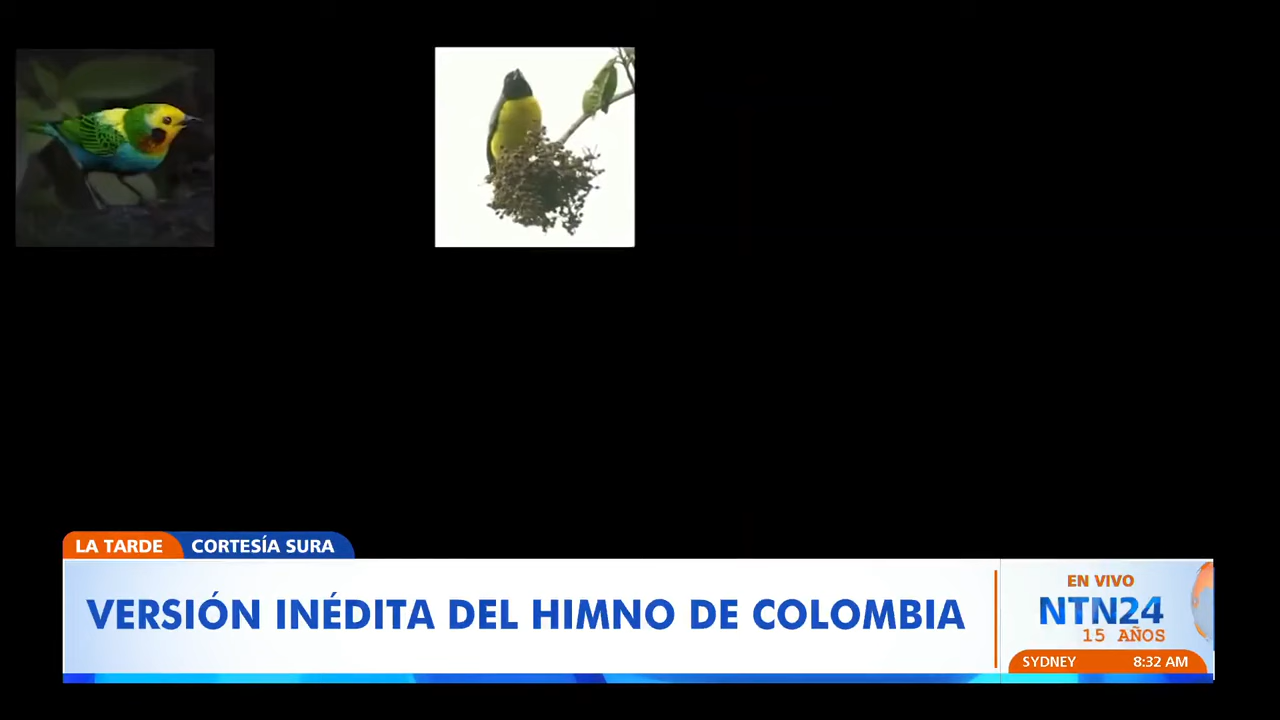 LA TARDE CORTESÍA SURA
VERSIÓN INÉDITA DEL HIMNO DE COLOMBIA
EN VIVO
NTN24
15 AÑOS
SYDNEY 8:32 AM